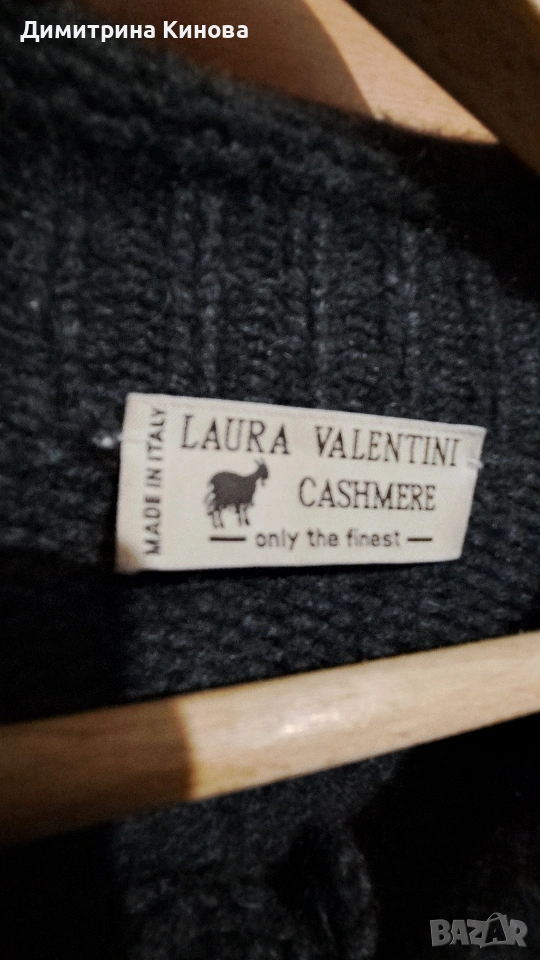 Димитрина Кинова
MADE IN ITALY
LAURA VALENTINI
CASHMERE
only the finest
BAZAR